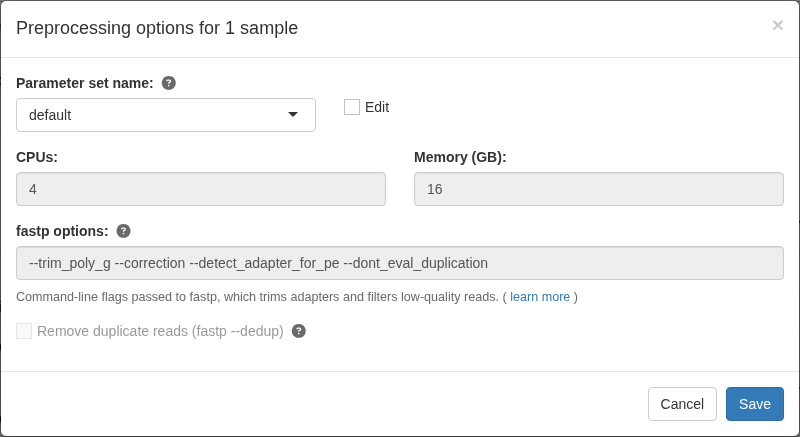 Preprocessing options for 1 sample
×
Parameter set name: ?
default
Edit
CPUs:
Memory (GB):
4
16
fastp options: ?
--trim_poly_g --correction --detect_adapter_for_pe --dont_eval_duplication
Command-line flags passed to fastp, which trims adapters and filters low-quality reads. ( learn more )
Remove duplicate reads (fastp --dedup) ?
Cancel
Save